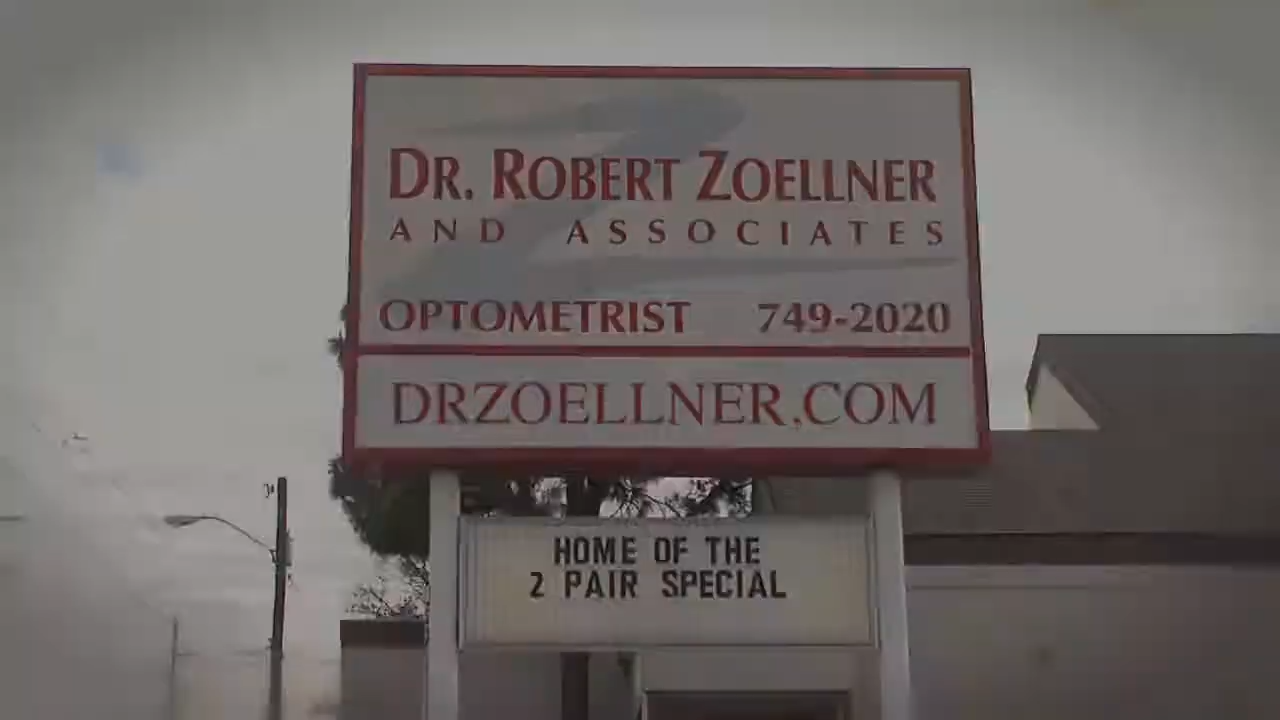 DR. ROBERT ZOELLNER
AND ASSOCIATES
OPTOMETRIST 749-2020
DRZOELLNER.COM
HOME OF THE
2 PAIR SPECIAL